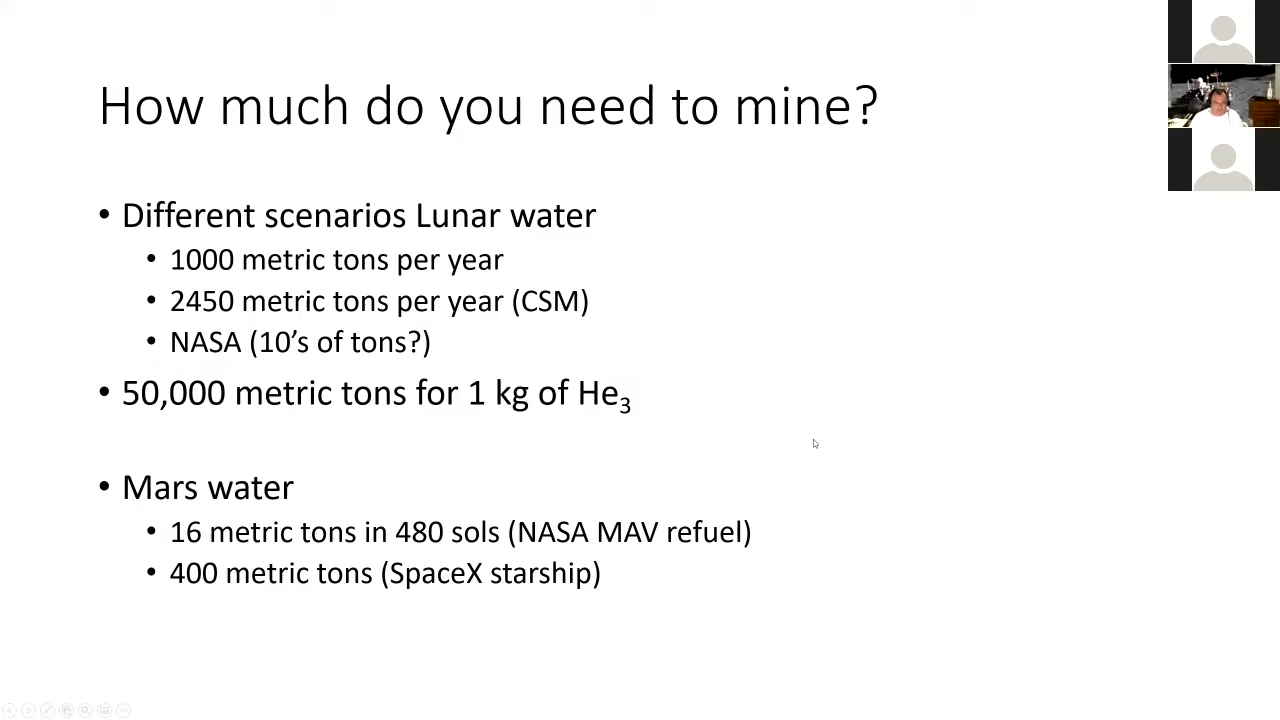 How much do you need to mine?
• Different scenarios Lunar water
• 1000 metric tons per year
• 2450 metric tons per year (CSM)
• NASA (10’s of tons?)
• 50,000 metric tons for 1 kg of He₃
• Mars water
• 16 metric tons in 480 sols (NASA MAV refuel)
• 400 metric tons (SpaceX starship)